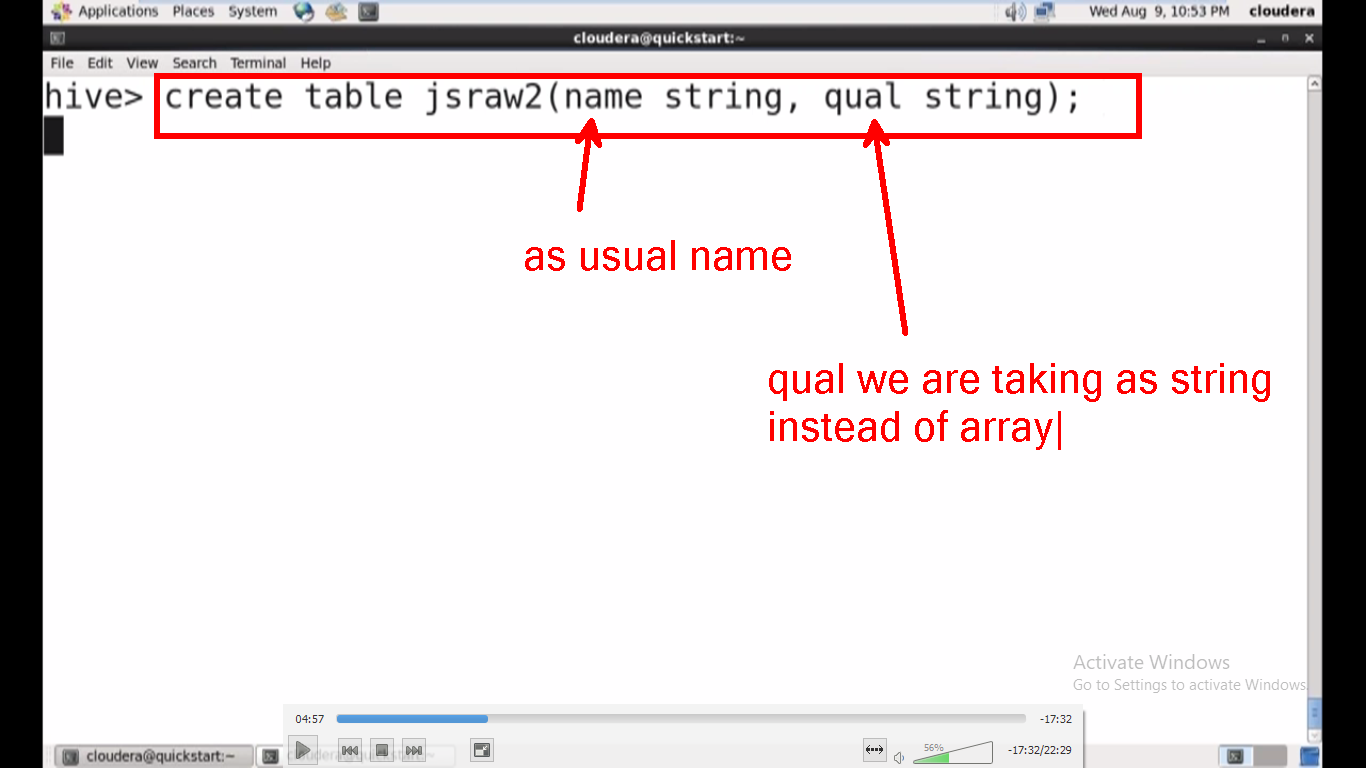 Applications Places System Wed Aug 9, 10:53 PM cloudera
cloudera@quickstart:~
File Edit View Search Terminal Help
hive> create table jsraw2(name string, qual string);
as usual name
qual we are taking as string
instead of array|
Activate Windows
Go to Settings to activate Windows.
04:57 -17:32
56% -17:32/22:29
cloudera@quickstart:~ cloudera@quickstart:~